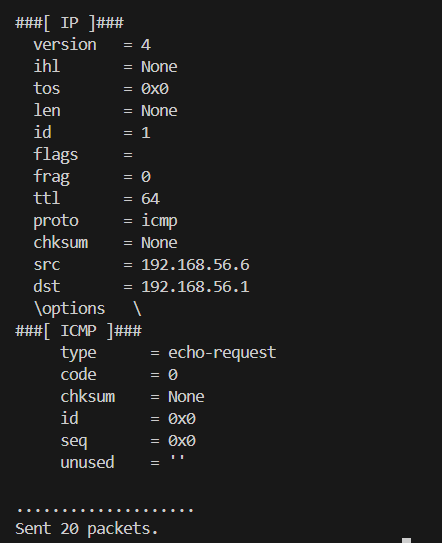 ###[ IP ]###
  version   = 4
  ihl       = None
  tos       = 0x0
  len       = None
  id        = 1
  flags     =
  frag      = 0
  ttl       = 64
  proto     = icmp
  chksum    = None
  src       = 192.168.56.6
  dst       = 192.168.56.1
  \options   \
###[ ICMP ]###
     type      = echo-request
     code      = 0
     chksum    = None
     id        = 0x0
     seq       = 0x0
     unused    = ''

....................
Sent 20 packets.